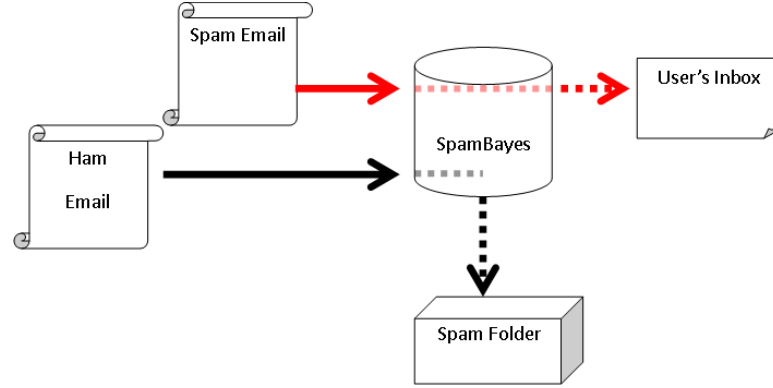 Spam Email
User’s Inbox
SpamBayes
Ham
Email
Spam Folder